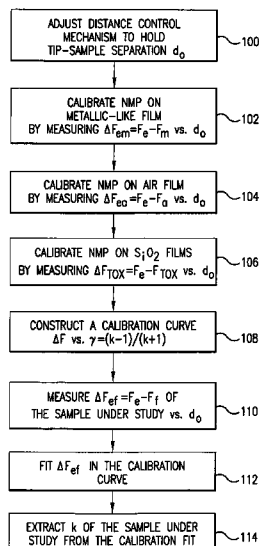 ADJUST DISTANCE CONTROL
MECHANISM TO HOLD
TIP-SAMPLE SEPARATION d₀
100
CALIBRATE NMP ON
METALLIC-LIKE FILM
BY MEASURING ΔFem=Fe-Fm vs. d₀
102
CALIBRATE NMP ON AIR FILM
BY MEASURING ΔFea=Fe-Fa vs. d₀
104
CALIBRATE NMP ON SiO2 FILMS
BY MEASURING ΔFTOX=Fe-FTOX vs. d₀
106
CONSTRUCT A CALIBRATION CURVE
ΔF vs. γ=(k-1)/(k+1)
108
MEASURE ΔFef=Fe-Ff OF
THE SAMPLE UNDER STUDY vs. d₀
110
FIT ΔFef IN THE CALIBRATION
CURVE
112
EXTRACT k OF THE SAMPLE UNDER
STUDY FROM THE CALIBRATION FIT
114